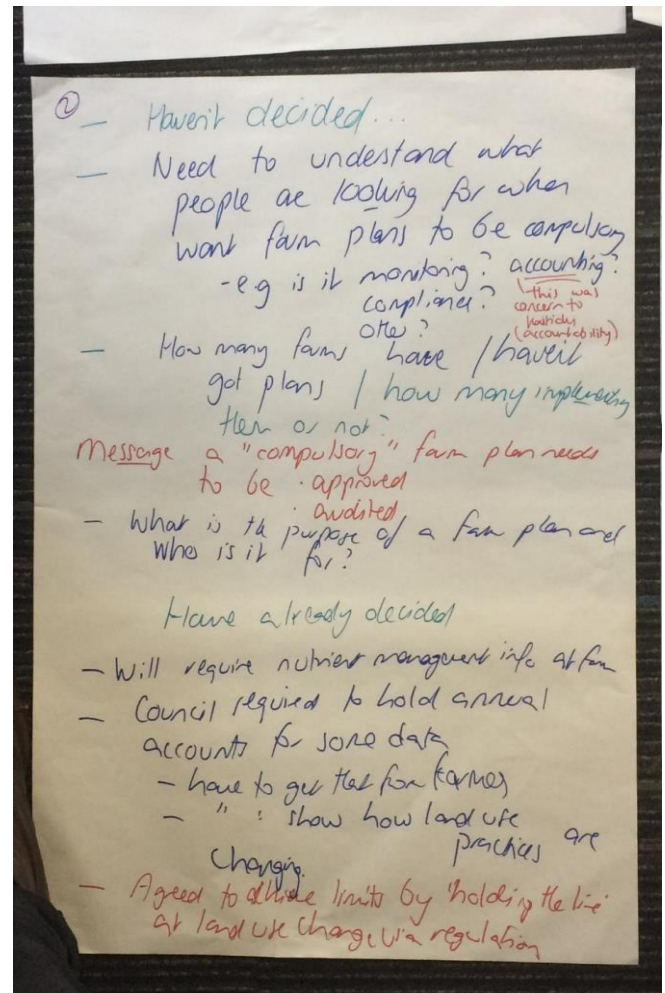 ②
- Haven't decided...
- Need to understand what
people are looking for when
want farm plans to be compulsory
- e.g is it monitoring? accounting?
compliance?
this was
concern to
(accountability)
other?
- How many farms have / haven't
got plans / how many implementing
them or not?
Message a "compulsory" farm plan needs
to be · approved
· audited
- What is the purpose of a farm plan and
who is it for?
Have already decided
- Will require nutrient management info at farm
- Council required to hold annual
accounts for some data
- have to get that from farmers
- " : show how land use
practices are
changing.
- Agreed to achieve limits by 'holding the line'
at land use change via regulation